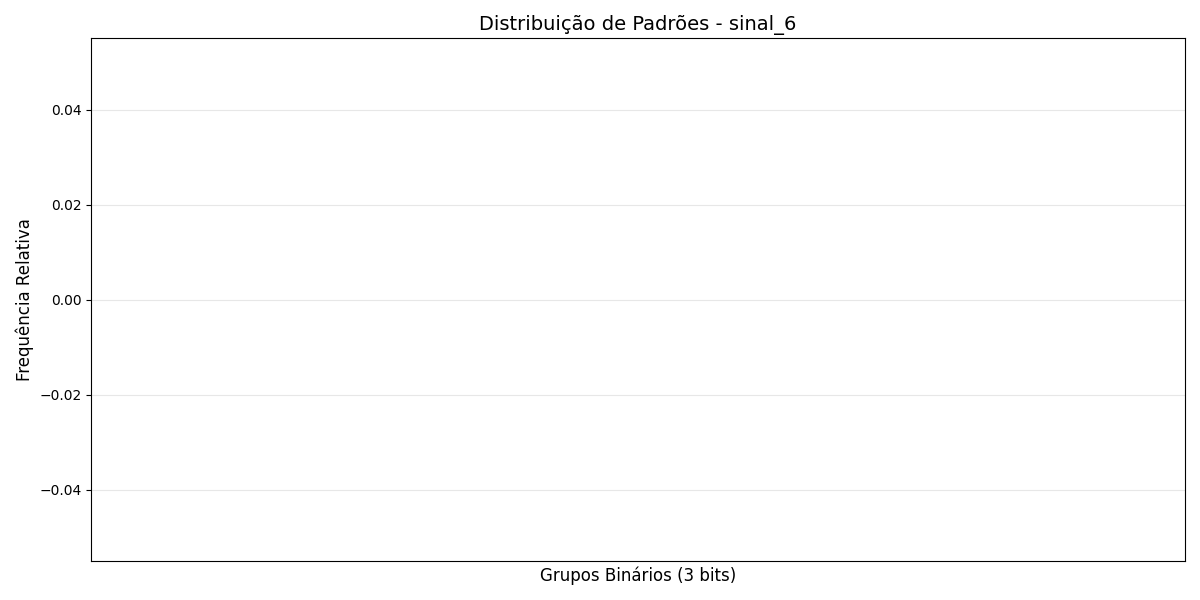 Distribuição de Padrões - sinal_6
0.04
0.02
0.00
−0.02
−0.04
Frequência Relativa
Grupos Binários (3 bits)